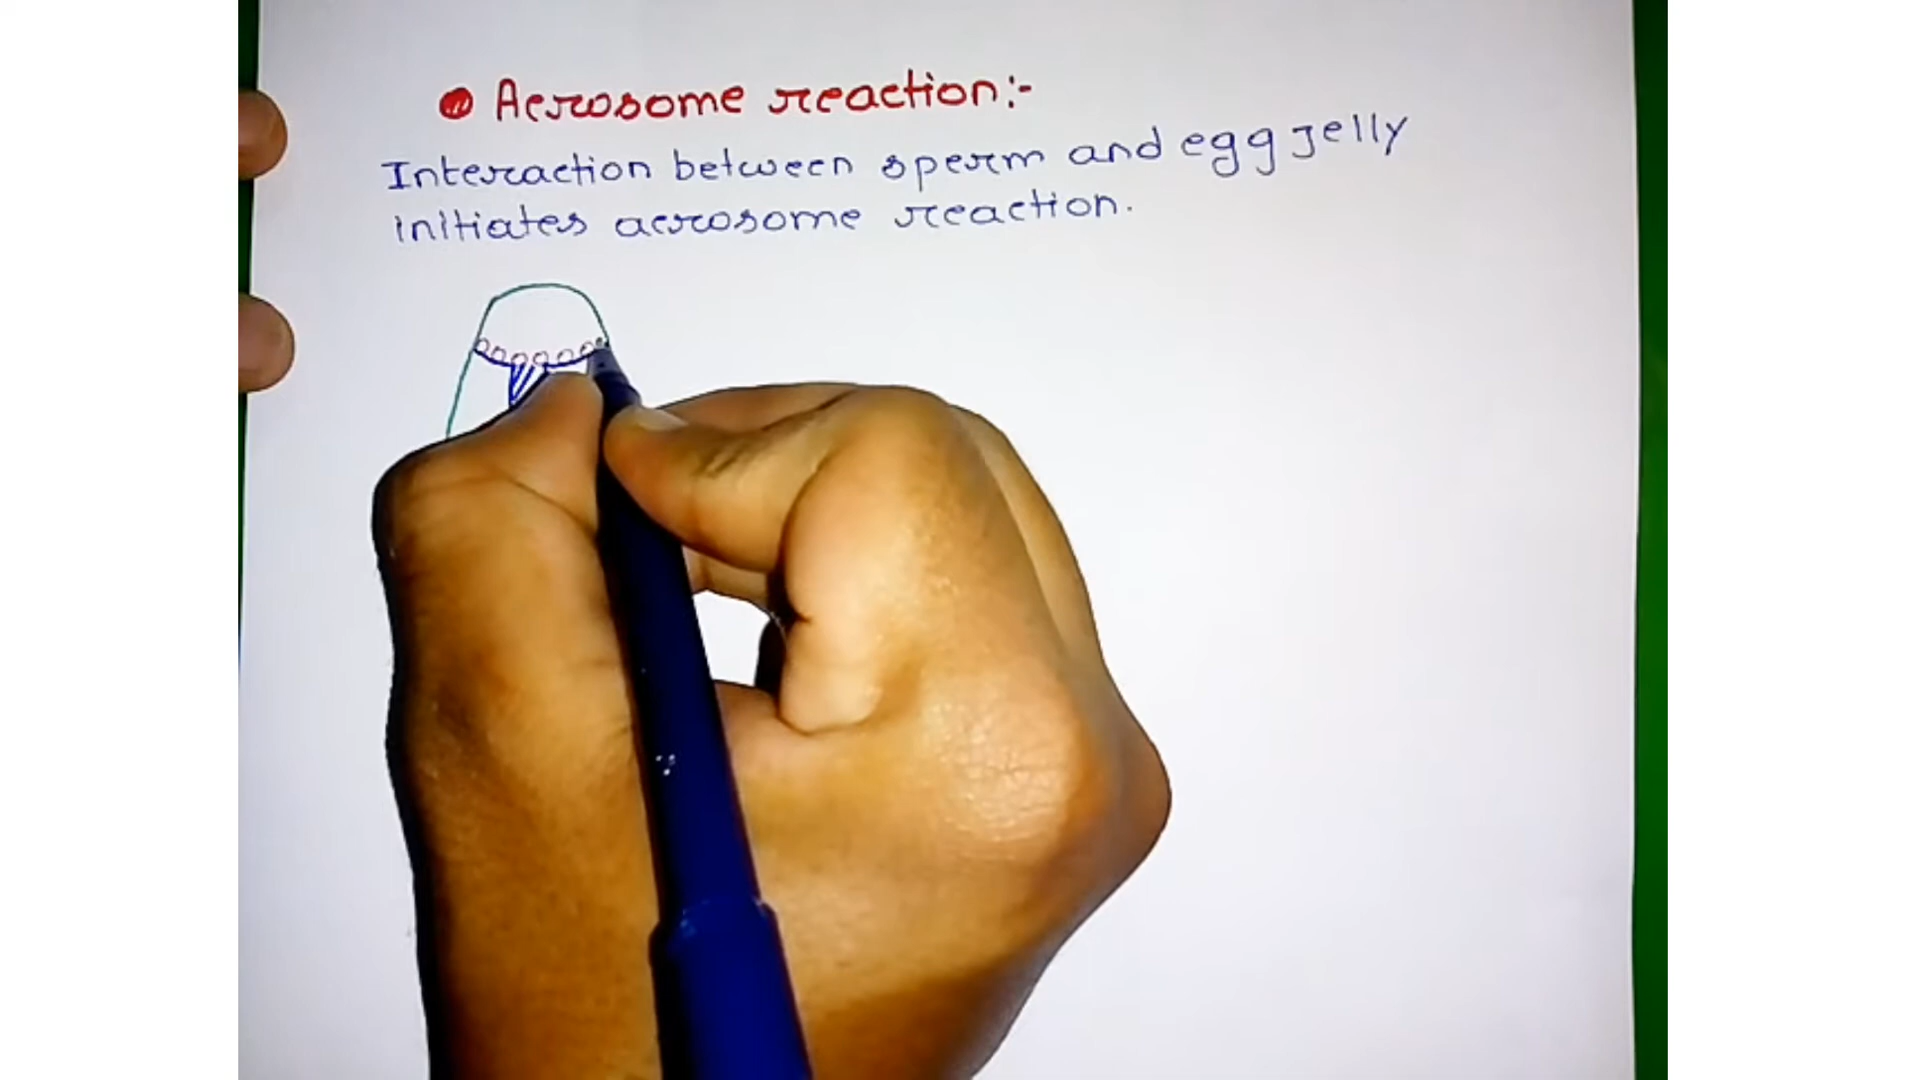 Acrosome reaction:-
Interaction between sperm and egg jelly
initiates acrosome reaction.